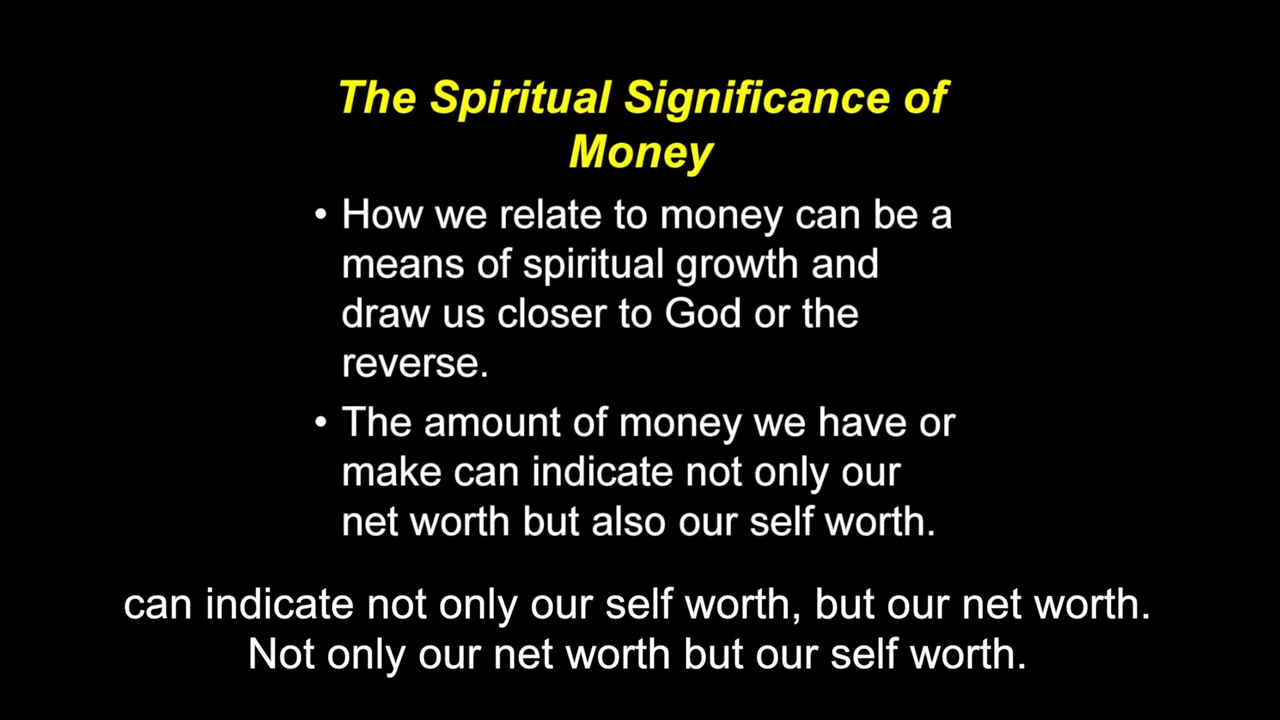 The Spiritual Significance of
Money
• How we relate to money can be a
means of spiritual growth and
draw us closer to God or the
reverse.
• The amount of money we have or
make can indicate not only our
net worth but also our self worth.
can indicate not only our self worth, but our net worth.
Not only our net worth but our self worth.